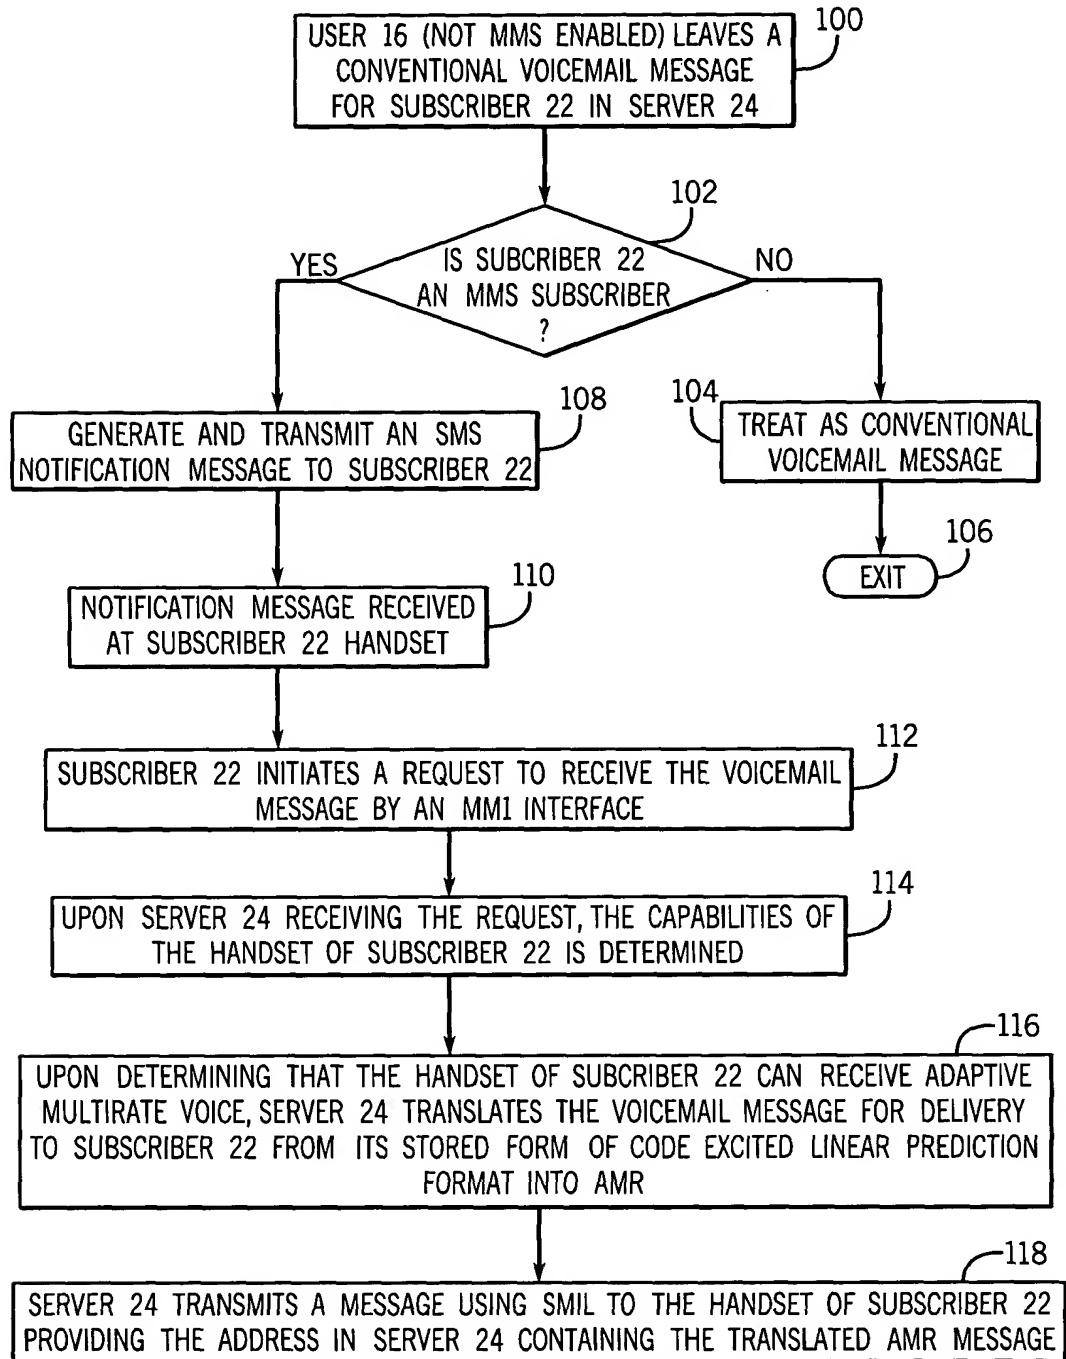 100
USER 16 (NOT MMS ENABLED) LEAVES A
CONVENTIONAL VOICEMAIL MESSAGE
FOR SUBSCRIBER 22 IN SERVER 24
102
YES
IS SUBCRIBER 22
AN MMS SUBSCRIBER
?
NO
108
GENERATE AND TRANSMIT AN SMS
NOTIFICATION MESSAGE TO SUBSCRIBER 22
104
TREAT AS CONVENTIONAL
VOICEMAIL MESSAGE
106
EXIT
110
NOTIFICATION MESSAGE RECEIVED
AT SUBSCRIBER 22 HANDSET
112
SUBSCRIBER 22 INITIATES A REQUEST TO RECEIVE THE VOICEMAIL
MESSAGE BY AN MM1 INTERFACE
114
UPON SERVER 24 RECEIVING THE REQUEST, THE CAPABILITIES OF
THE HANDSET OF SUBSCRIBER 22 IS DETERMINED
116
UPON DETERMINING THAT THE HANDSET OF SUBCRIBER 22 CAN RECEIVE ADAPTIVE
MULTIRATE VOICE, SERVER 24 TRANSLATES THE VOICEMAIL MESSAGE FOR DELIVERY
TO SUBSCRIBER 22 FROM ITS STORED FORM OF CODE EXCITED LINEAR PREDICTION
FORMAT INTO AMR
118
SERVER 24 TRANSMITS A MESSAGE USING SMIL TO THE HANDSET OF SUBSCRIBER 22
PROVIDING THE ADDRESS IN SERVER 24 CONTAINING THE TRANSLATED AMR MESSAGE